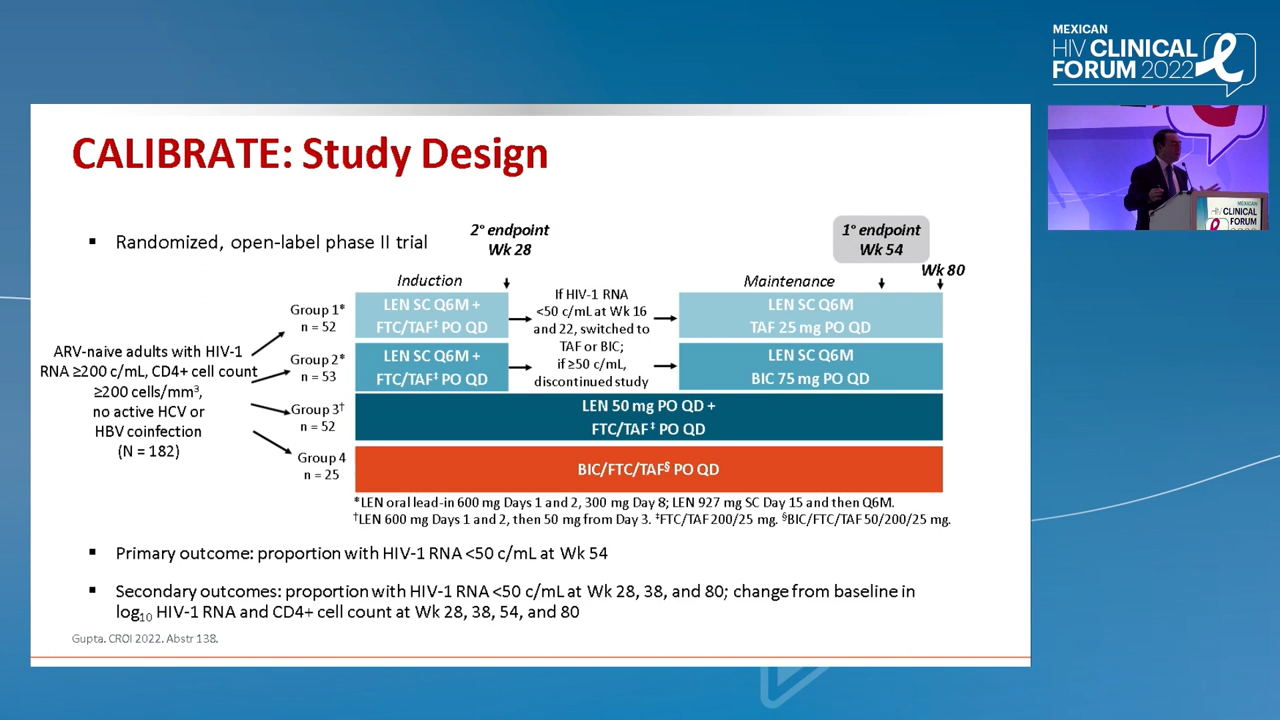 MEXICAN
HIV CLINICAL
FORUM 2022
CALIBRATE: Study Design
▪ Randomized, open-label phase II trial
2° endpoint
Wk 28
1° endpoint
Wk 54
Wk 80
Induction
Maintenance
ARV-naive adults with HIV-1
RNA ≥200 c/mL, CD4+ cell count
≥200 cells/mm³,
no active HCV or
HBV coinfection
(N = 182)
Group 1*
n = 52
LEN SC Q6M +
FTC/TAF‡ PO QD
Group 2*
n = 53
LEN SC Q6M +
FTC/TAF‡ PO QD
If HIV-1 RNA
<50 c/mL at Wk 16
and 22, switched to
TAF or BIC;
if ≥50 c/mL,
discontinued study
LEN SC Q6M
TAF 25 mg PO QD
LEN SC Q6M
BIC 75 mg PO QD
Group 3†
n = 52
LEN 50 mg PO QD +
FTC/TAF‡ PO QD
Group 4
n = 25
BIC/FTC/TAF§ PO QD
*LEN oral lead-in 600 mg Days 1 and 2, 300 mg Day 8; LEN 927 mg SC Day 15 and then Q6M.
†LEN 600 mg Days 1 and 2, then 50 mg from Day 3. ‡FTC/TAF 200/25 mg. §BIC/FTC/TAF 50/200/25 mg.
▪ Primary outcome: proportion with HIV-1 RNA <50 c/mL at Wk 54
▪ Secondary outcomes: proportion with HIV-1 RNA <50 c/mL at Wk 28, 38, and 80; change from baseline in
log₁₀ HIV-1 RNA and CD4+ cell count at Wk 28, 38, 54, and 80
Gupta. CROI 2022. Abstr 138.
MEXICAN
HIV CLINICAL
FORUM